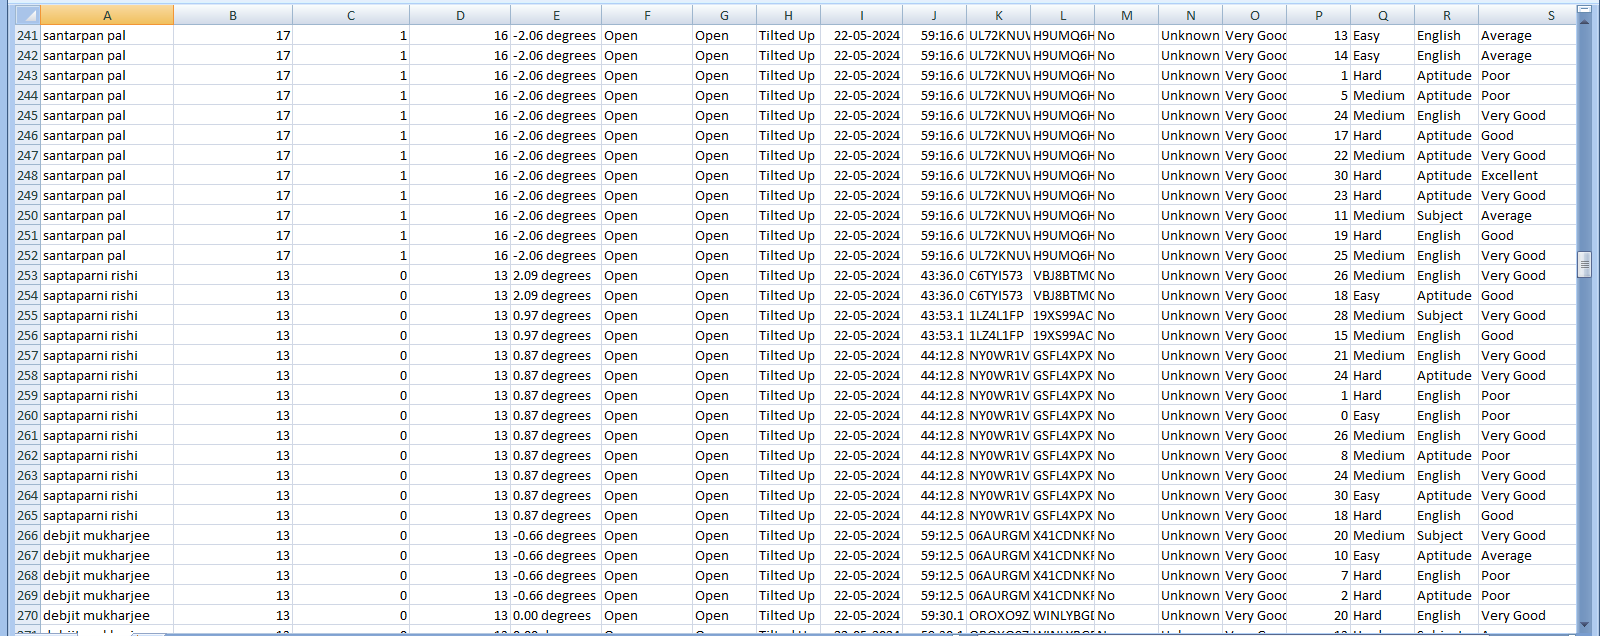 A B C D E F G H I J K L M N O P Q R S
241 santarpan pal 17 1 16 -2.06 degrees Open Open Tilted Up 22-05-2024 59:16.6 UL72KNUV H9UMQ6H No Unknown Very Good 13 Easy English Average
242 santarpan pal 17 1 16 -2.06 degrees Open Open Tilted Up 22-05-2024 59:16.6 UL72KNUV H9UMQ6H No Unknown Very Good 14 Easy English Average
243 santarpan pal 17 1 16 -2.06 degrees Open Open Tilted Up 22-05-2024 59:16.6 UL72KNUV H9UMQ6H No Unknown Very Good 1 Hard Aptitude Poor
244 santarpan pal 17 1 16 -2.06 degrees Open Open Tilted Up 22-05-2024 59:16.6 UL72KNUV H9UMQ6H No Unknown Very Good 5 Medium Aptitude Poor
245 santarpan pal 17 1 16 -2.06 degrees Open Open Tilted Up 22-05-2024 59:16.6 UL72KNUV H9UMQ6H No Unknown Very Good 24 Medium English Very Good
246 santarpan pal 17 1 16 -2.06 degrees Open Open Tilted Up 22-05-2024 59:16.6 UL72KNUV H9UMQ6H No Unknown Very Good 17 Hard Aptitude Good
247 santarpan pal 17 1 16 -2.06 degrees Open Open Tilted Up 22-05-2024 59:16.6 UL72KNUV H9UMQ6H No Unknown Very Good 22 Medium Aptitude Very Good
248 santarpan pal 17 1 16 -2.06 degrees Open Open Tilted Up 22-05-2024 59:16.6 UL72KNUV H9UMQ6H No Unknown Very Good 30 Hard Aptitude Excellent
249 santarpan pal 17 1 16 -2.06 degrees Open Open Tilted Up 22-05-2024 59:16.6 UL72KNUV H9UMQ6H No Unknown Very Good 23 Hard Aptitude Very Good
250 santarpan pal 17 1 16 -2.06 degrees Open Open Tilted Up 22-05-2024 59:16.6 UL72KNUV H9UMQ6H No Unknown Very Good 11 Medium Subject Average
251 santarpan pal 17 1 16 -2.06 degrees Open Open Tilted Up 22-05-2024 59:16.6 UL72KNUV H9UMQ6H No Unknown Very Good 19 Hard English Good
252 santarpan pal 17 1 16 -2.06 degrees Open Open Tilted Up 22-05-2024 59:16.6 UL72KNUV H9UMQ6H No Unknown Very Good 25 Medium English Very Good
253 saptaparni rishi 13 0 13 2.09 degrees Open Open Tilted Up 22-05-2024 43:36.0 C6TYI573 VBJ8BTMC No Unknown Very Good 26 Medium English Very Good
254 saptaparni rishi 13 0 13 2.09 degrees Open Open Tilted Up 22-05-2024 43:36.0 C6TYI573 VBJ8BTMC No Unknown Very Good 18 Easy Aptitude Good
255 saptaparni rishi 13 0 13 0.97 degrees Open Open Tilted Up 22-05-2024 43:53.1 1LZ4L1FP 19XS99AC No Unknown Very Good 28 Medium Subject Very Good
256 saptaparni rishi 13 0 13 0.97 degrees Open Open Tilted Up 22-05-2024 43:53.1 1LZ4L1FP 19XS99AC No Unknown Very Good 15 Medium English Good
257 saptaparni rishi 13 0 13 0.87 degrees Open Open Tilted Up 22-05-2024 44:12.8 NY0WR1V GSFL4XPX No Unknown Very Good 21 Medium English Very Good
258 saptaparni rishi 13 0 13 0.87 degrees Open Open Tilted Up 22-05-2024 44:12.8 NY0WR1V GSFL4XPX No Unknown Very Good 24 Hard Aptitude Very Good
259 saptaparni rishi 13 0 13 0.87 degrees Open Open Tilted Up 22-05-2024 44:12.8 NY0WR1V GSFL4XPX No Unknown Very Good 1 Hard English Poor
260 saptaparni rishi 13 0 13 0.87 degrees Open Open Tilted Up 22-05-2024 44:12.8 NY0WR1V GSFL4XPX No Unknown Very Good 0 Easy English Poor
261 saptaparni rishi 13 0 13 0.87 degrees Open Open Tilted Up 22-05-2024 44:12.8 NY0WR1V GSFL4XPX No Unknown Very Good 26 Medium English Very Good
262 saptaparni rishi 13 0 13 0.87 degrees Open Open Tilted Up 22-05-2024 44:12.8 NY0WR1V GSFL4XPX No Unknown Very Good 8 Medium Aptitude Poor
263 saptaparni rishi 13 0 13 0.87 degrees Open Open Tilted Up 22-05-2024 44:12.8 NY0WR1V GSFL4XPX No Unknown Very Good 24 Medium English Very Good
264 saptaparni rishi 13 0 13 0.87 degrees Open Open Tilted Up 22-05-2024 44:12.8 NY0WR1V GSFL4XPX No Unknown Very Good 30 Easy Aptitude Very Good
265 saptaparni rishi 13 0 13 0.87 degrees Open Open Tilted Up 22-05-2024 44:12.8 NY0WR1V GSFL4XPX No Unknown Very Good 18 Hard English Good
266 debjit mukharjee 13 0 13 -0.66 degrees Open Open Tilted Up 22-05-2024 59:12.5 06AURGM X41CDNKF No Unknown Very Good 20 Medium Subject Very Good
267 debjit mukharjee 13 0 13 -0.66 degrees Open Open Tilted Up 22-05-2024 59:12.5 06AURGM X41CDNKF No Unknown Very Good 10 Easy Aptitude Average
268 debjit mukharjee 13 0 13 -0.66 degrees Open Open Tilted Up 22-05-2024 59:12.5 06AURGM X41CDNKF No Unknown Very Good 7 Hard English Poor
269 debjit mukharjee 13 0 13 -0.66 degrees Open Open Tilted Up 22-05-2024 59:12.5 06AURGM X41CDNKF No Unknown Very Good 2 Hard Aptitude Poor
270 debjit mukharjee 13 0 13 0.00 degrees Open Open Tilted Up 22-05-2024 59:30.1 OROXO9Z WINLYBGI No Unknown Very Good 20 Hard English Very Good